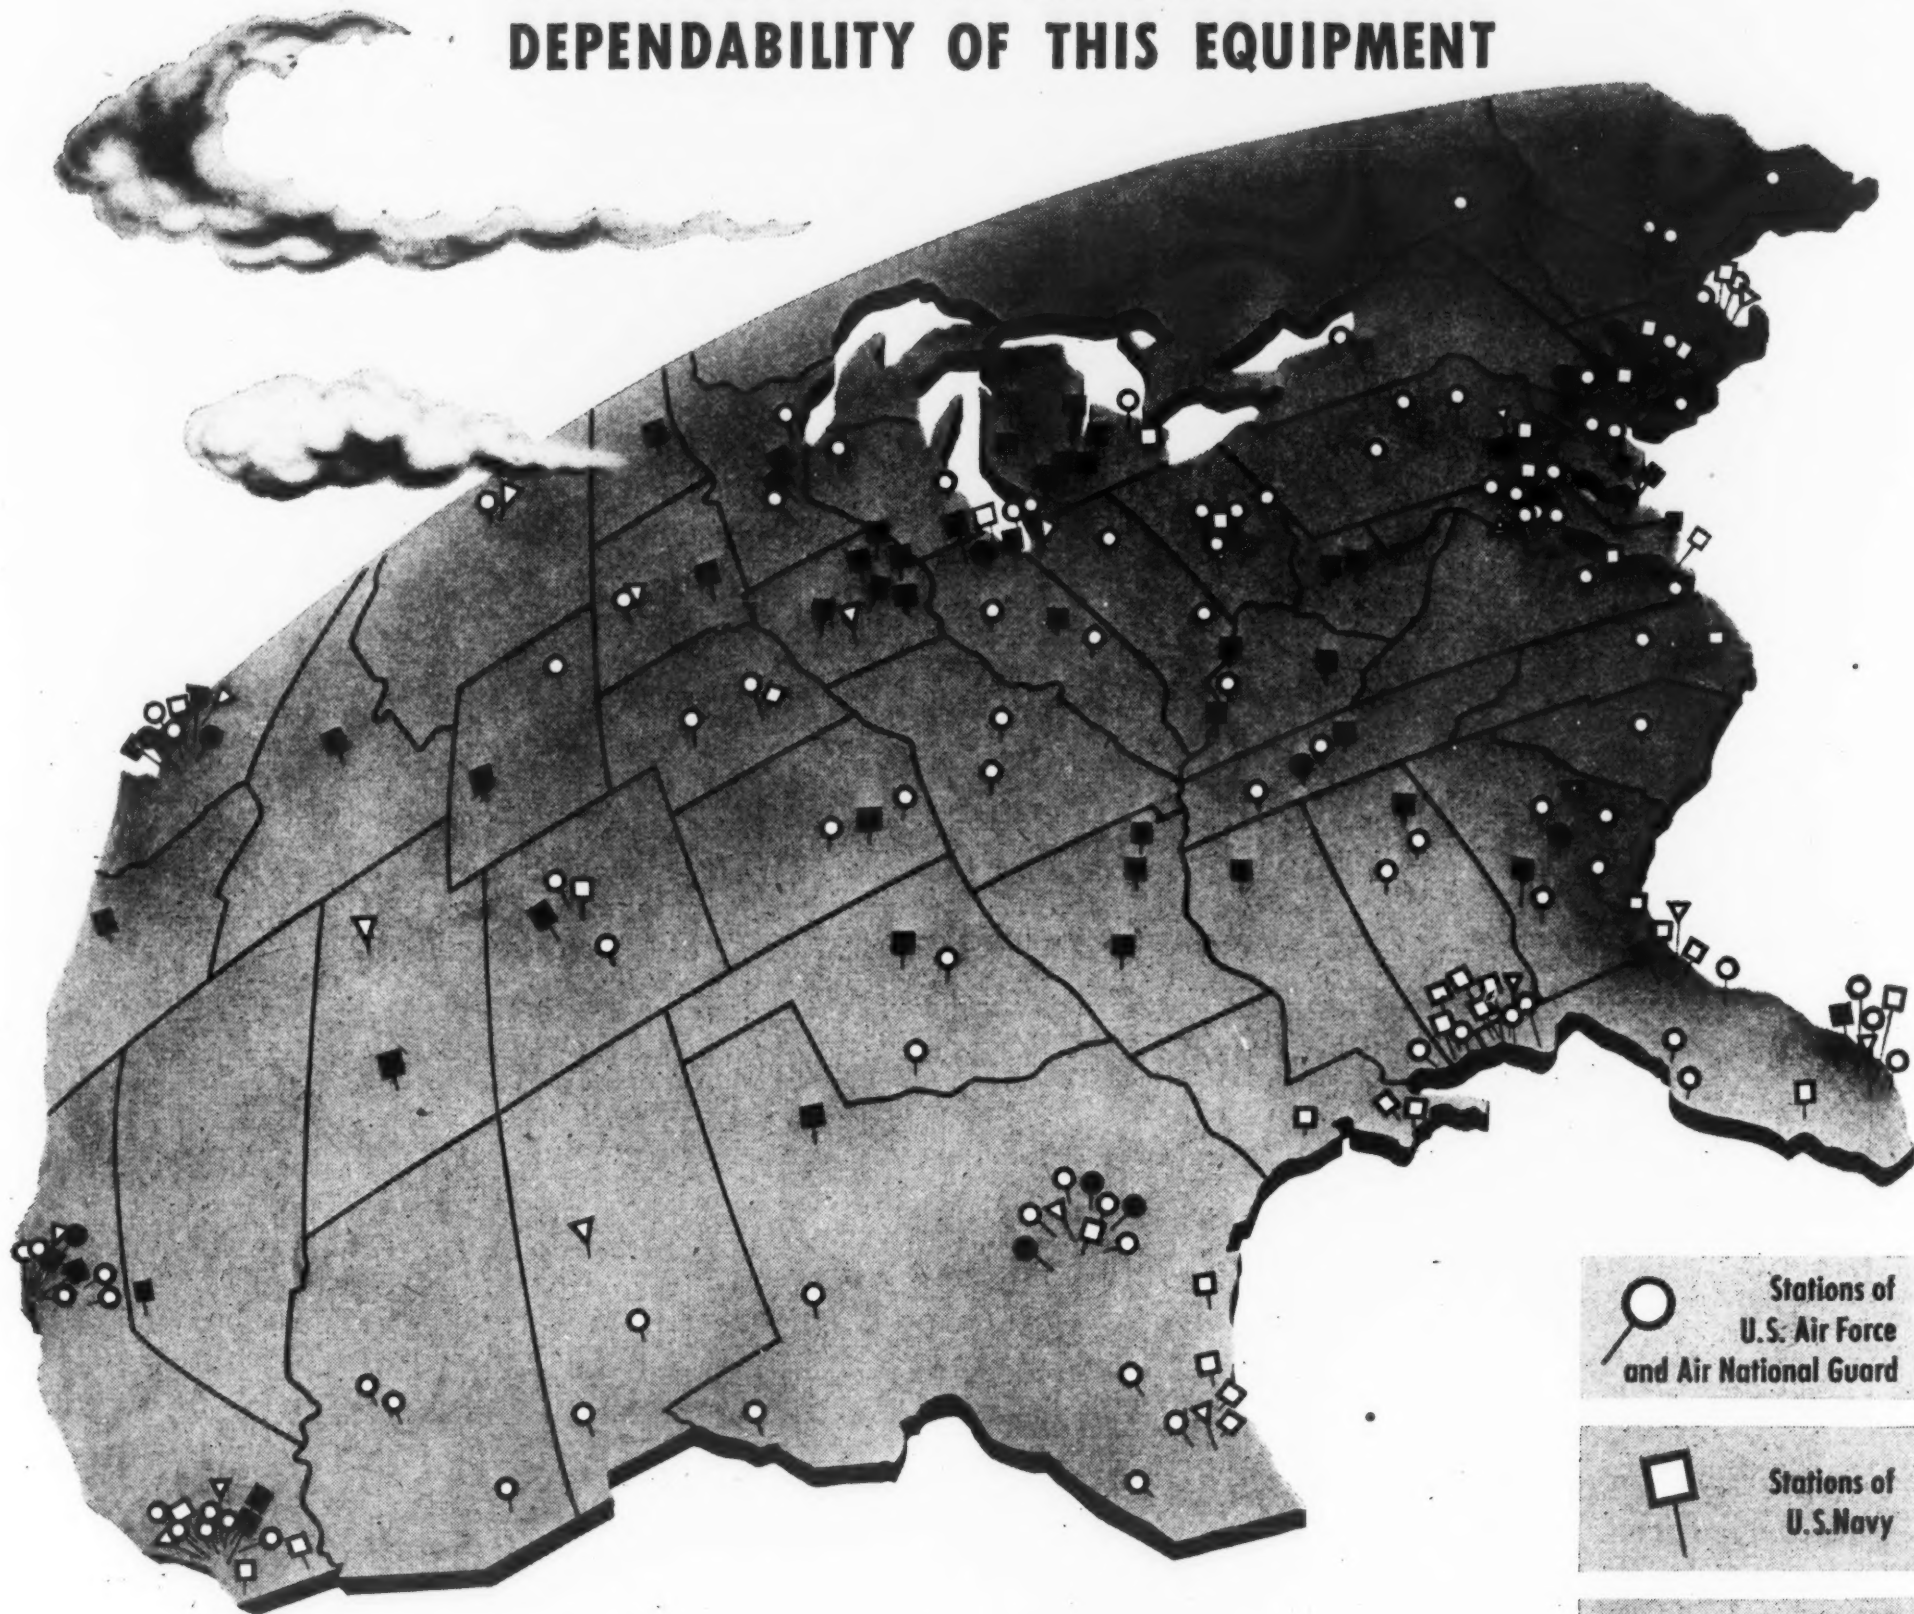 DEPENDABILITY OF THIS EQUIPMENT
Stations of
U.S. Air Force
and Air National Guard
Stations of
U.S.Navy